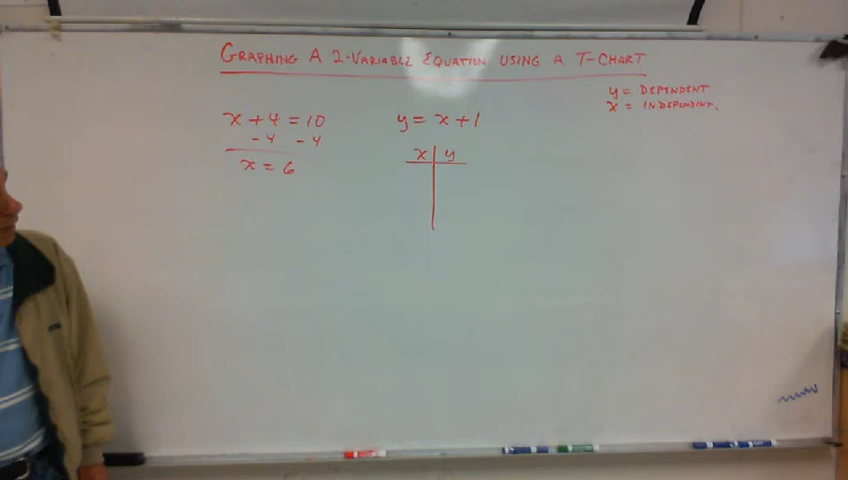 GRAPHING A 2-VARIABLE EQUATION USING A T-CHART
y = DEPENDENT
x = INDEPENDENT.
x + 4 = 10
- 4 - 4
x = 6
y = x + 1
x y